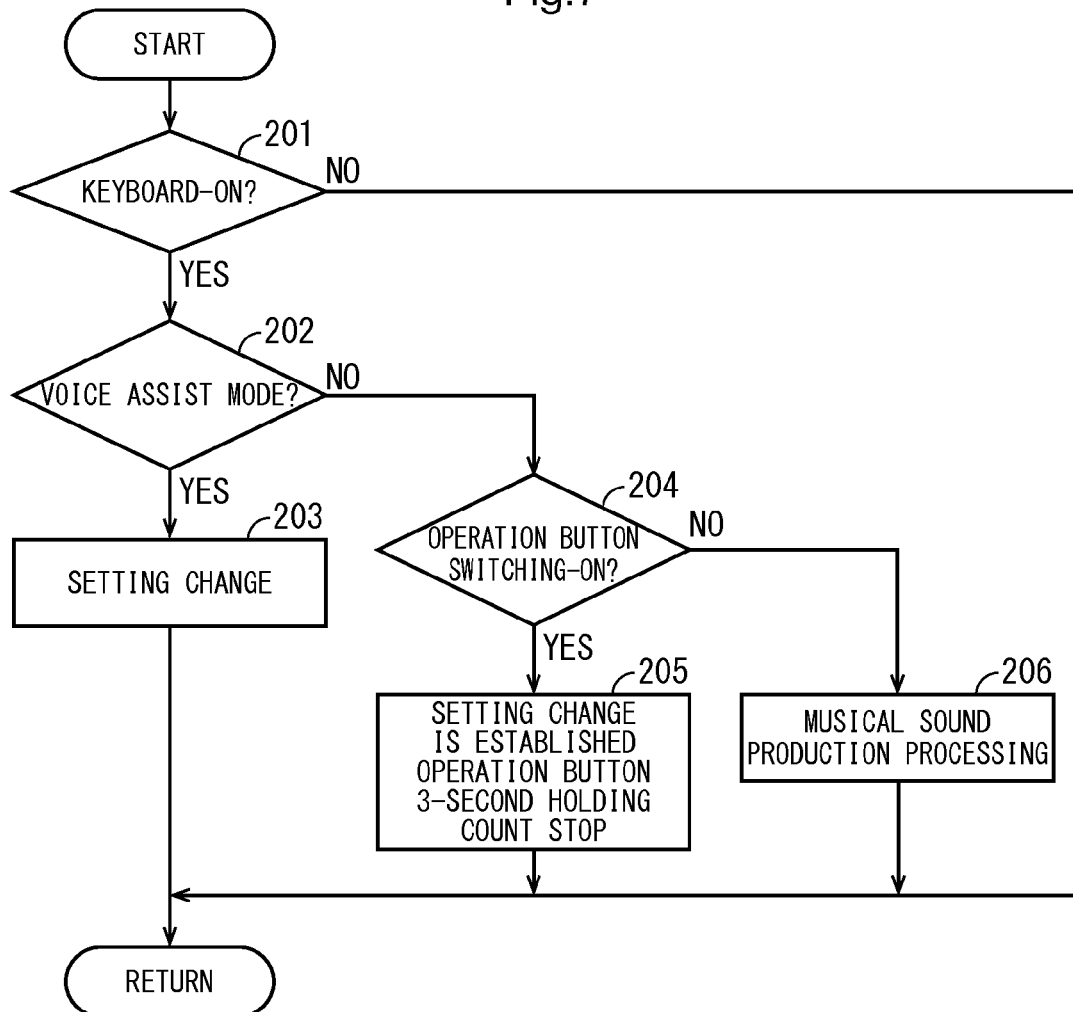 Fig.7
START
201
KEYBOARD-ON?
NO
YES
202
VOICE ASSIST MODE?
NO
YES
203
SETTING CHANGE
204
OPERATION BUTTON
SWITCHING-ON?
NO
YES
205
SETTING CHANGE
IS ESTABLISHED
OPERATION BUTTON
3-SECOND HOLDING
COUNT STOP
206
MUSICAL SOUND
PRODUCTION PROCESSING
RETURN